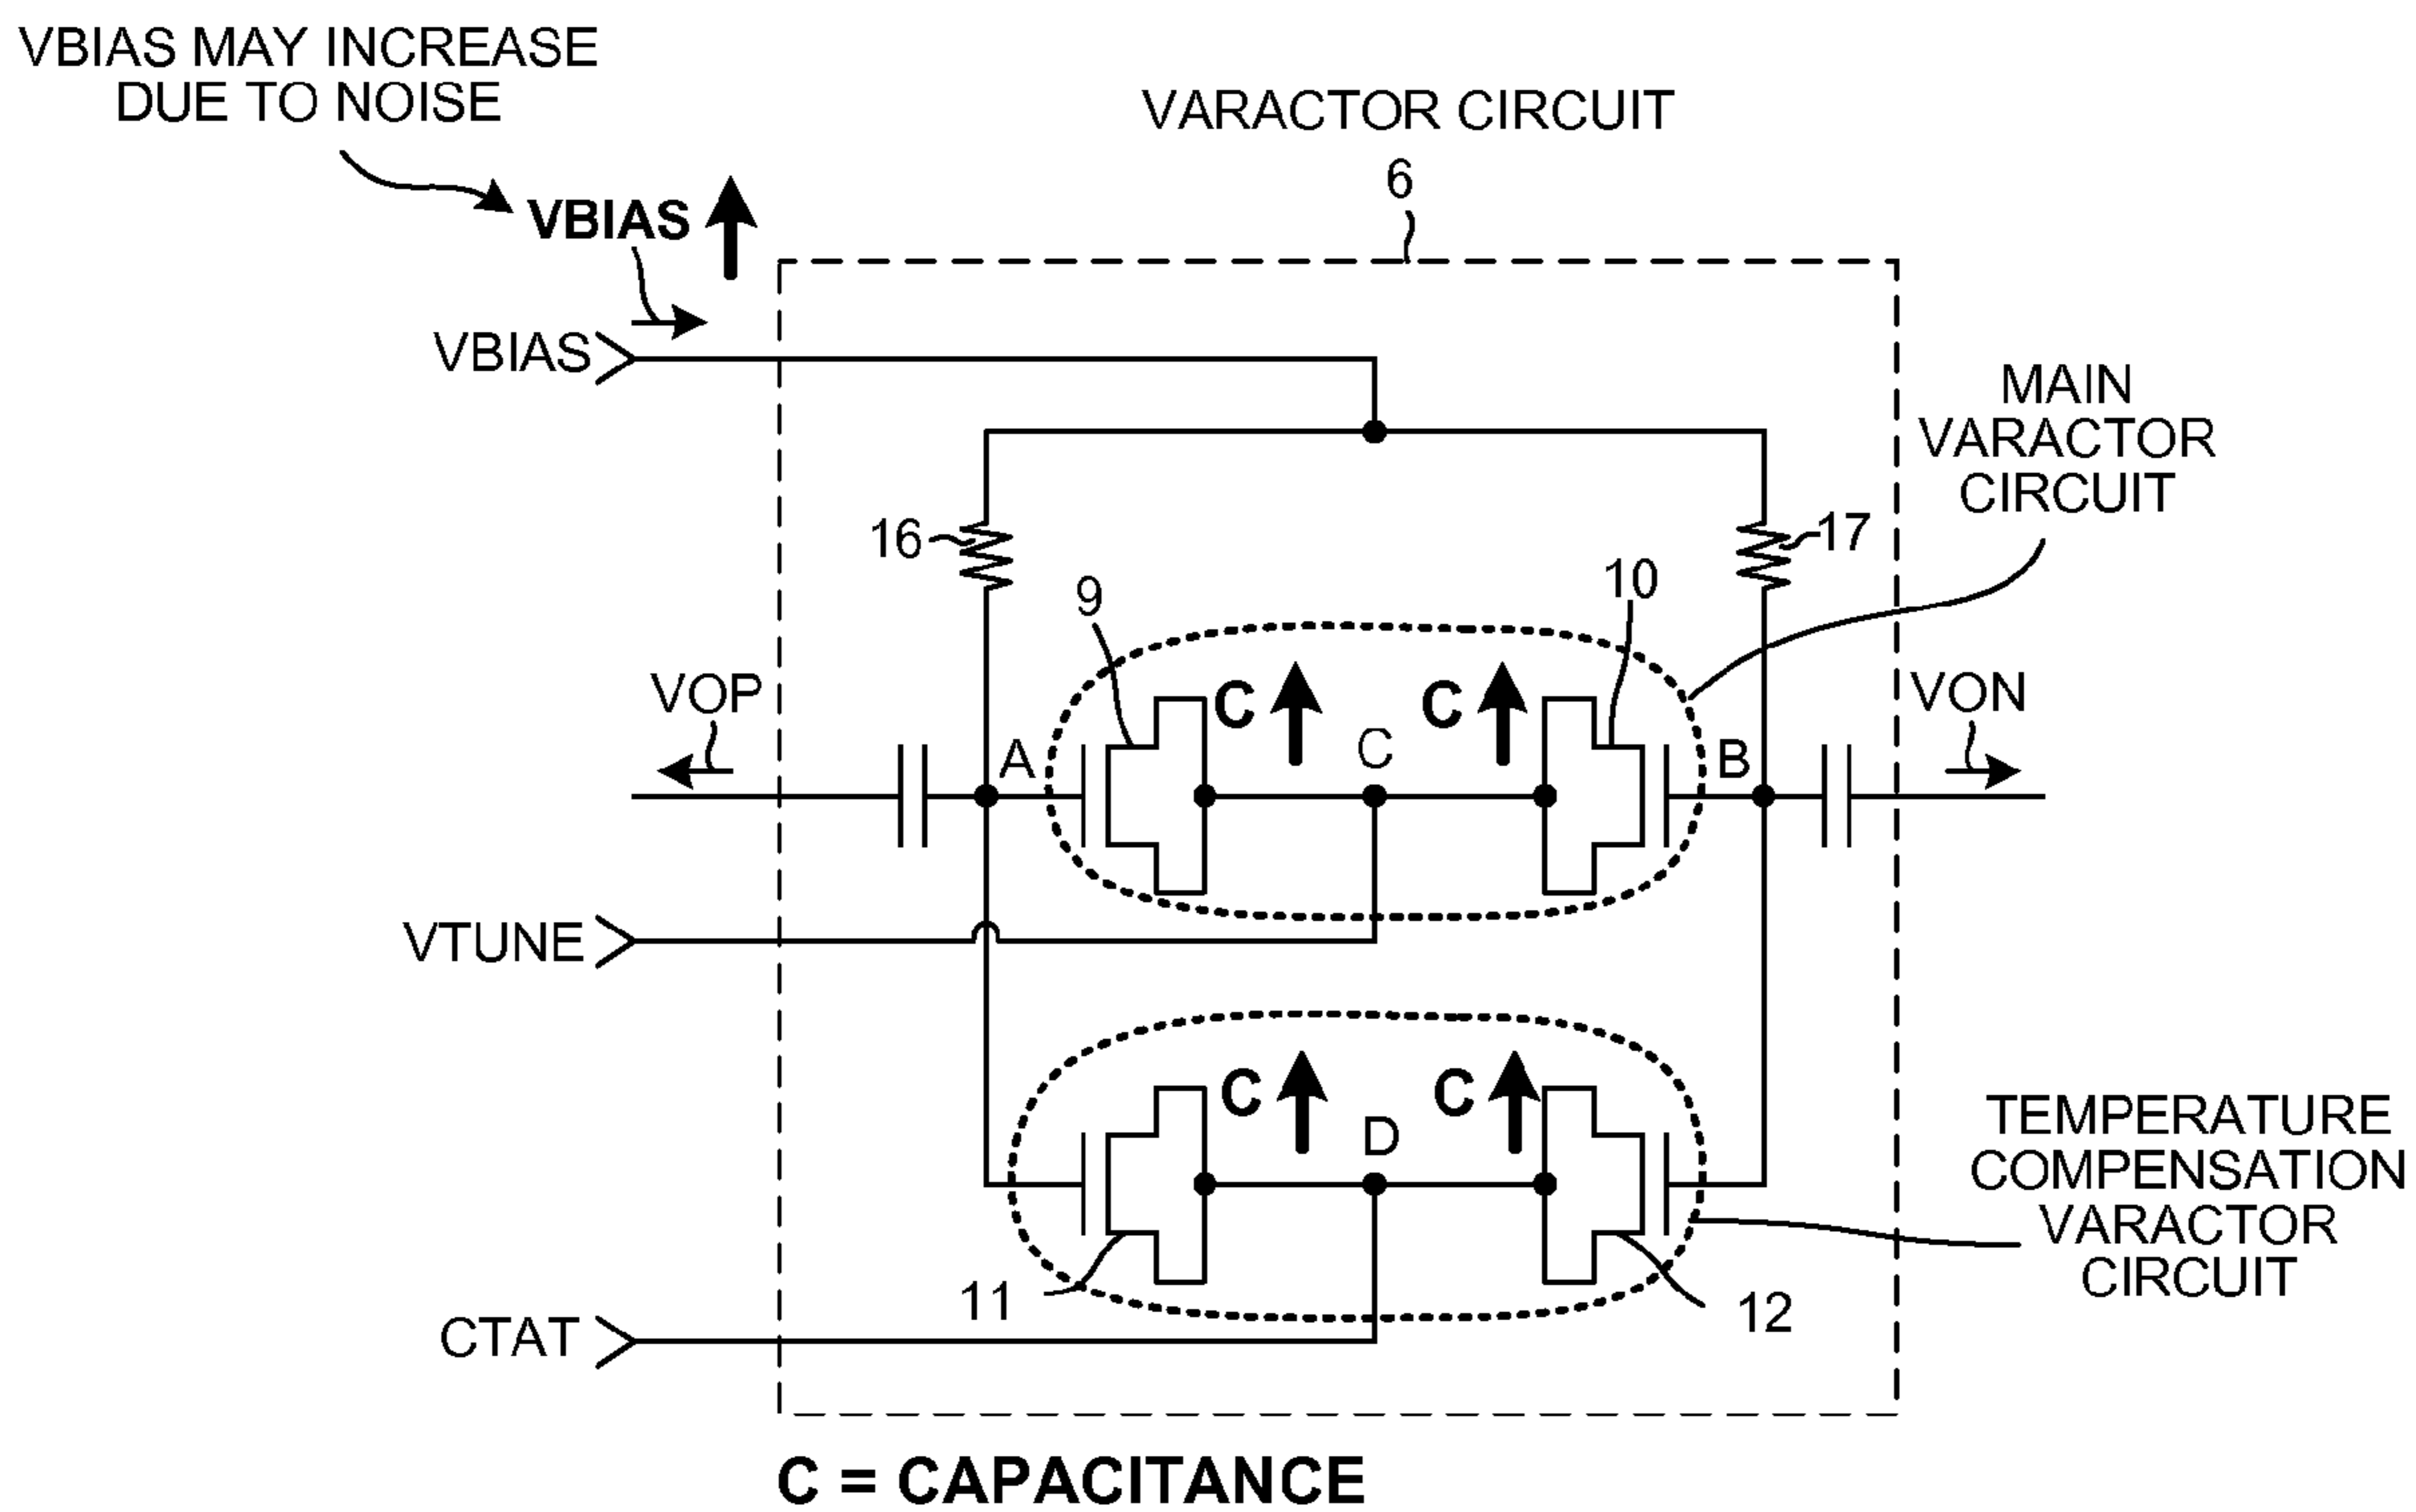 VBIAS MAY INCREASE
DUE TO NOISE
VARACTOR CIRCUIT
6
VBIAS
VBIAS
MAIN
VARACTOR
CIRCUIT
16
17
9
10
VOP
C
C
VON
A
C
B
VTUNE
C
C
D
TEMPERATURE
COMPENSATION
VARACTOR
CIRCUIT
11
12
CTAT
C = CAPACITANCE